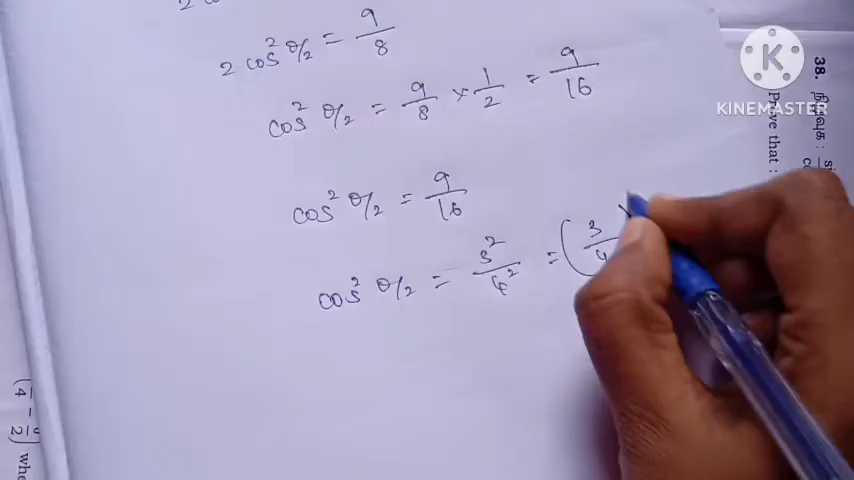 2 cos² θ/2 = 9/8
cos² θ/2 = 9/8 × 1/2 = 9/16
cos² θ/2 = 9/16
cos² θ/2 = 3²/4² = (3/4
KINEMASTER
38. நிறுவுக :
Prove that :
whe